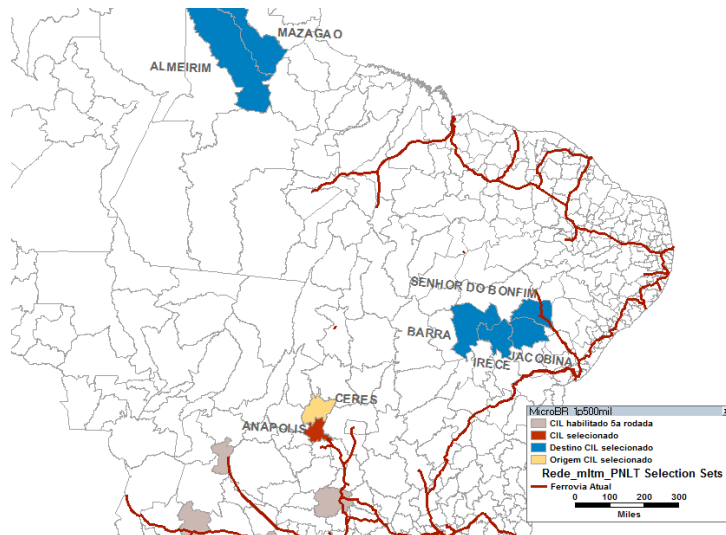 MAZAGAO
ALMEIRIM
SENHOR DO BONFIM
BARRA
JACOBINA
IRECE
CERES
ANAPOLIS
MicroBR_1p500mil
CIL habilitado 5a rodada
CIL selecionado
Destino CIL selecionado
Origem CIL selecionado
Rede_mltm_PNLT Selection Sets
Ferrovia Atual
0 100 200 300
Miles